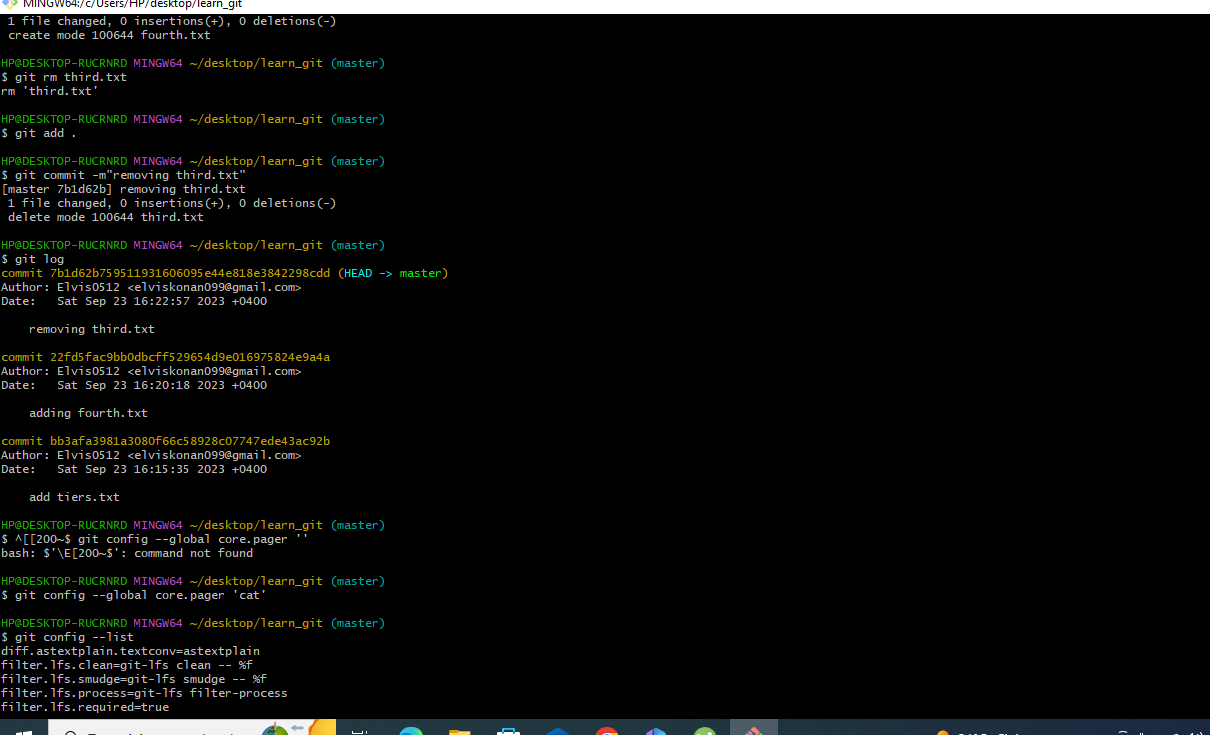 MINGW64:/c/Users/HP/desktop/learn_git
1 file changed, 0 insertions(+), 0 deletions(-)
create mode 100644 fourth.txt
HP@DESKTOP-RUCRNRD MINGW64 ~/desktop/learn_git (master)
$ git rm third.txt
rm 'third.txt'
HP@DESKTOP-RUCRNRD MINGW64 ~/desktop/learn_git (master)
$ git add .
HP@DESKTOP-RUCRNRD MINGW64 ~/desktop/learn_git (master)
$ git commit -m"removing third.txt"
[master 7b1d62b] removing third.txt
1 file changed, 0 insertions(+), 0 deletions(-)
delete mode 100644 third.txt
HP@DESKTOP-RUCRNRD MINGW64 ~/desktop/learn_git (master)
$ git log
commit 7b1d62b759511931606095e44e818e3842298cdd (HEAD -> master)
Author: Elvis0512 <elviskonan099@gmail.com>
Date:   Sat Sep 23 16:22:57 2023 +0400
removing third.txt
commit 22fd5fac9bb0dbcff529654d9e016975824e9a4a
Author: Elvis0512 <elviskonan099@gmail.com>
Date:   Sat Sep 23 16:20:18 2023 +0400
adding fourth.txt
commit bb3afa3981a3080f66c58928c07747ede43ac92b
Author: Elvis0512 <elviskonan099@gmail.com>
Date:   Sat Sep 23 16:15:35 2023 +0400
add tiers.txt
HP@DESKTOP-RUCRNRD MINGW64 ~/desktop/learn_git (master)
$ ^[[200~$ git config --global core.pager ''
bash: $'\E[200~$': command not found
HP@DESKTOP-RUCRNRD MINGW64 ~/desktop/learn_git (master)
$ git config --global core.pager 'cat'
HP@DESKTOP-RUCRNRD MINGW64 ~/desktop/learn_git (master)
$ git config --list
diff.astextplain.textconv=astextplain
filter.lfs.clean=git-lfs clean -- %f
filter.lfs.smudge=git-lfs smudge -- %f
filter.lfs.process=git-lfs filter-process
filter.lfs.required=true